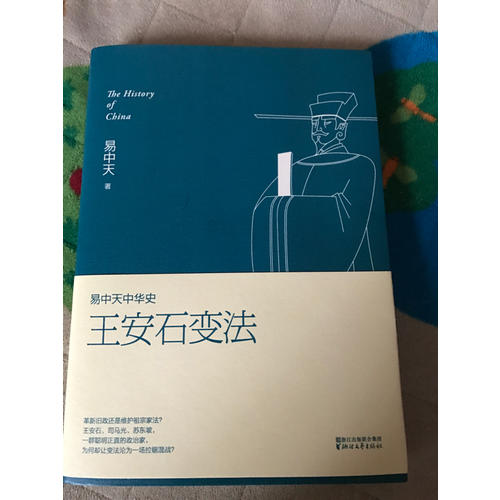 The History
of
China
易中天
著
易中天中华史
王安石变法
革新旧政还是维护祖宗家法?
王安石、司马光、苏东坡,
一群聪明正直的政治家,
为何却让变法沦为一场拉锯混战?
浙江出版联合集团
浙江文艺出版社